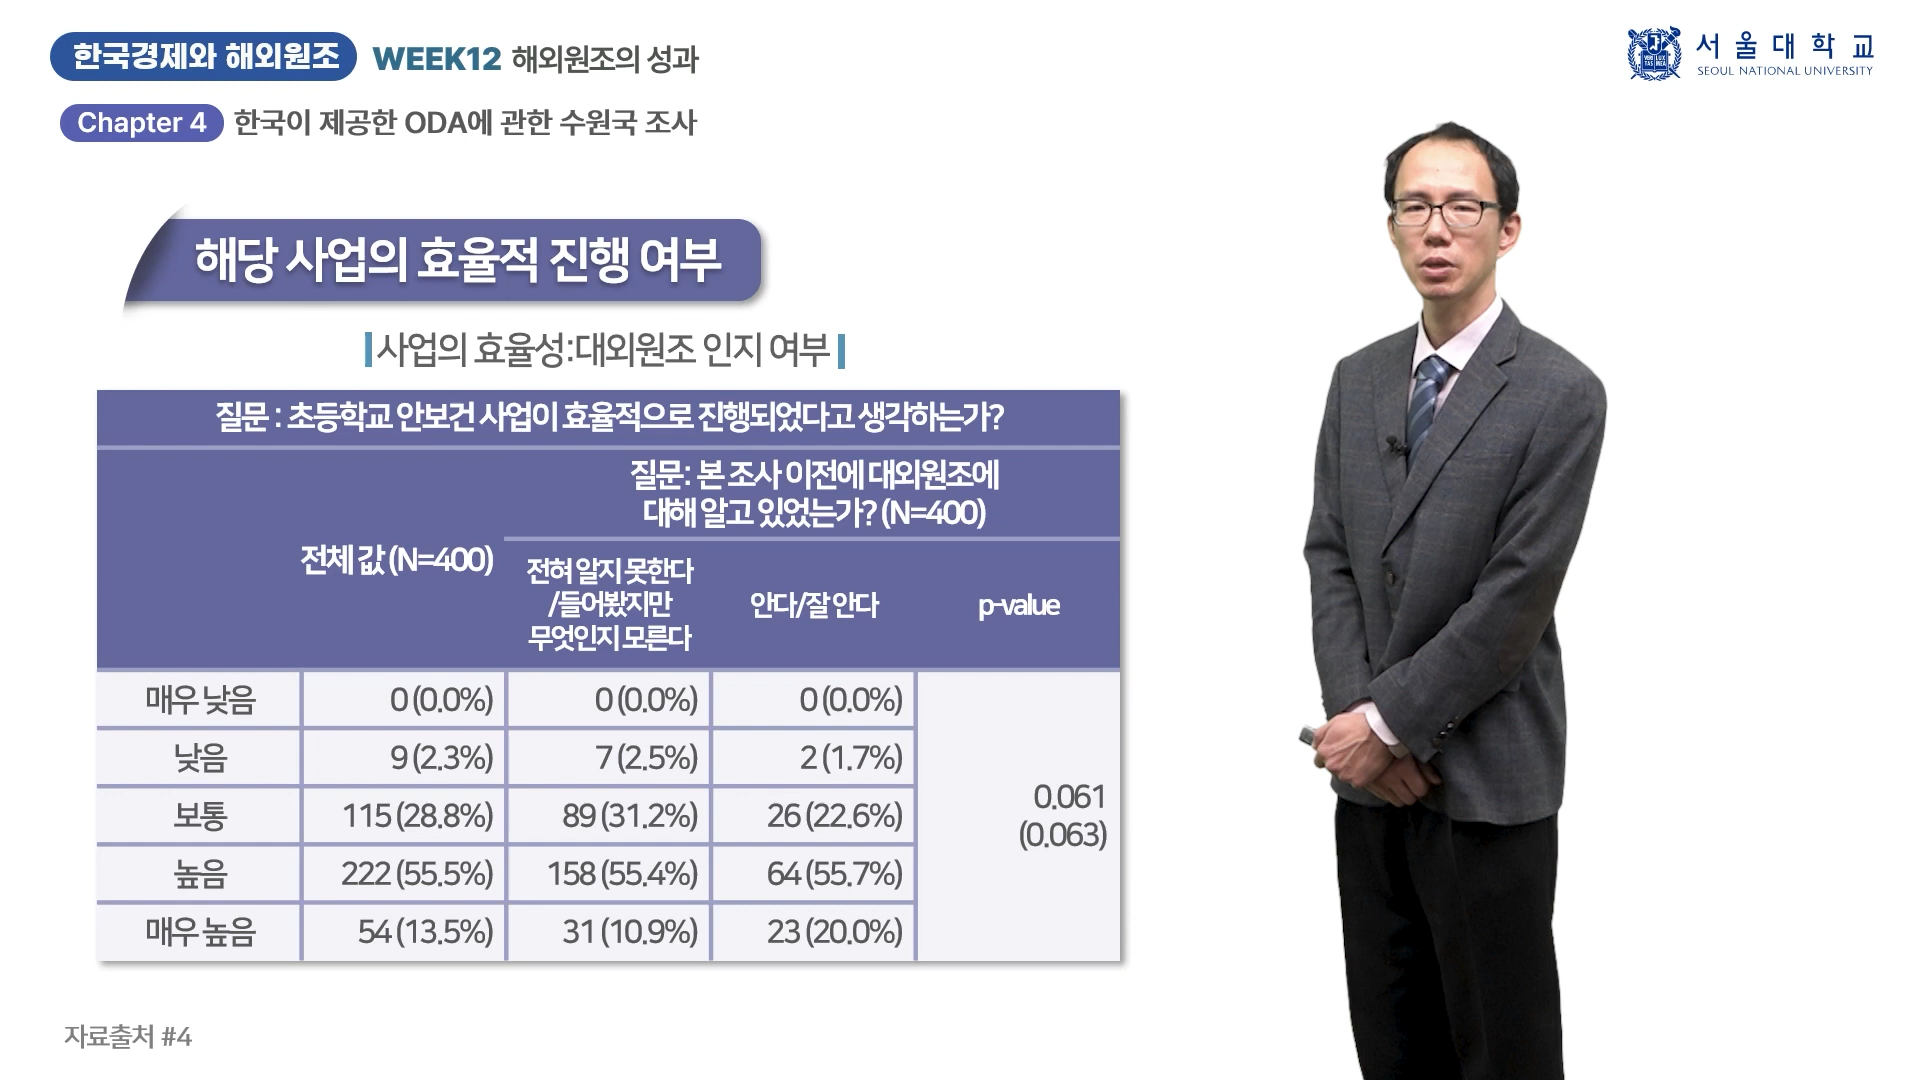 한국경제와 해외원조 WEEK12 해외원조의 성과
서울대학교
SEOUL NATIONAL UNIVERSITY
Chapter 4 한국이 제공한 ODA에 관한 수원국 조사
해당 사업의 효율적 진행 여부
사업의 효율성:대외원조 인지 여부
질문 : 초등학교 안보건 사업이 효율적으로 진행되었다고 생각하는가?
전체 값 (N=400)
질문: 본 조사 이전에 대외원조에
대해 알고 있었는가? (N=400)
전혀 알지 못한다
/들어봤지만
무엇인지 모른다
안다/잘 안다
p-value
매우 낮음 0 (0.0%) 0 (0.0%) 0 (0.0%)
낮음 9 (2.3%) 7 (2.5%) 2 (1.7%)
보통 115 (28.8%) 89 (31.2%) 26 (22.6%)
높음 222 (55.5%) 158 (55.4%) 64 (55.7%)
매우 높음 54 (13.5%) 31 (10.9%) 23 (20.0%)
0.061
(0.063)
자료출처 #4